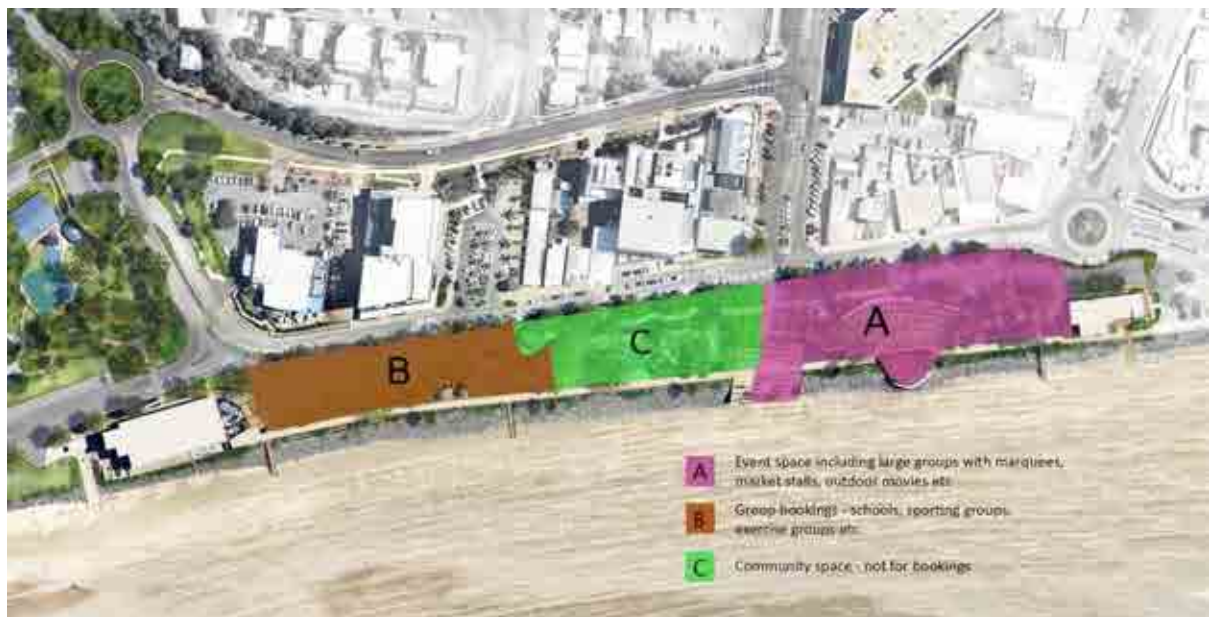 B
C
A
A Event space including large groups with marquees,
market stalls, outdoor movies etc
B Group bookings - schools, sporting groups,
exercise groups etc
C Community space - not for bookings